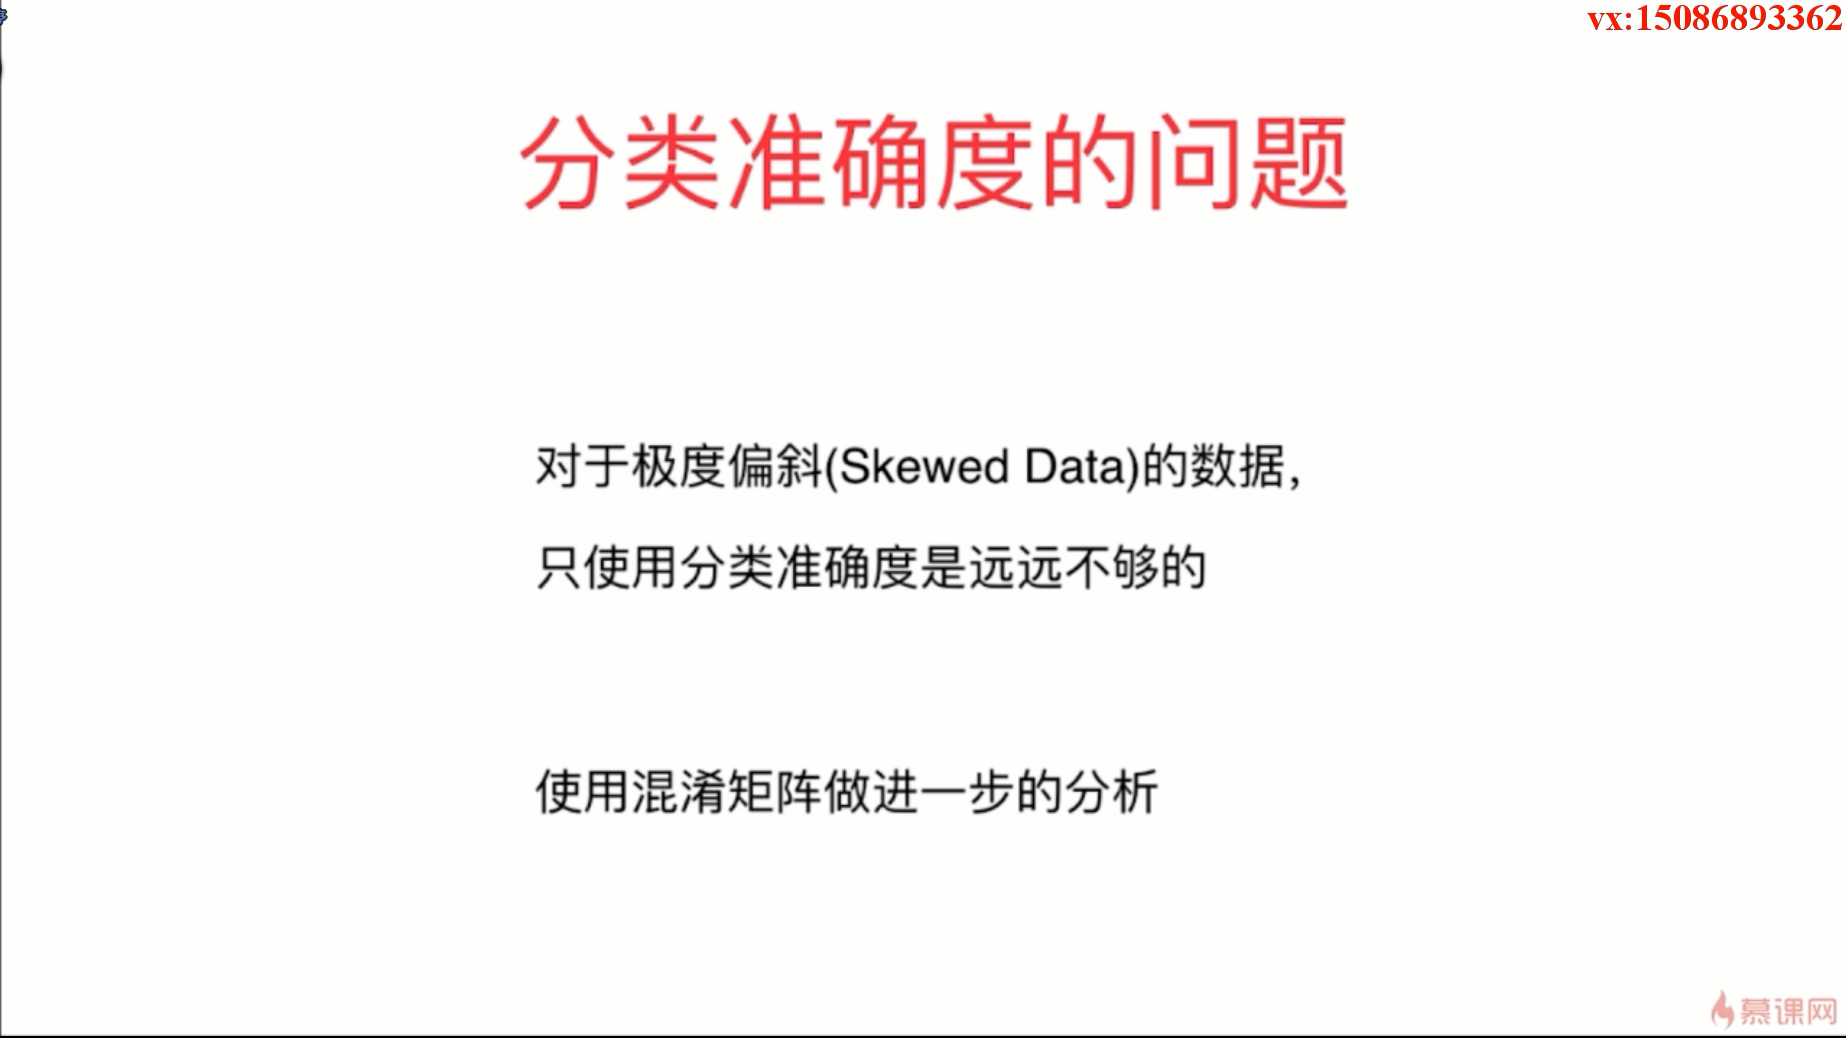 vx:15086893362
分类准确度的问题
对于极度偏斜(Skewed Data)的数据，
只使用分类准确度是远远不够的
使用混淆矩阵做进一步的分析
慕课网